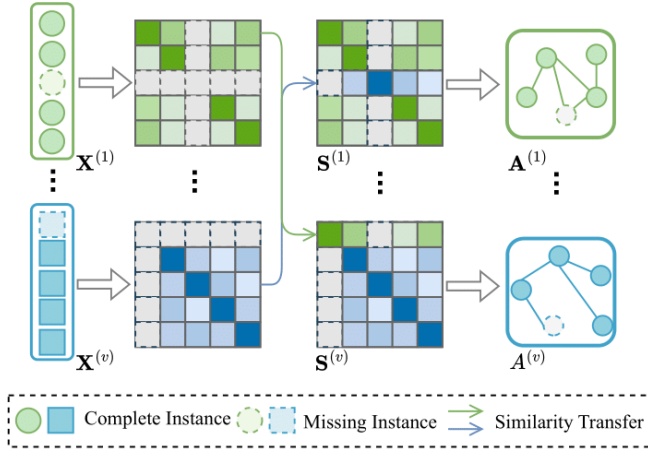 X^(1) S^(1) A^(1)
X^(v) S^(v) A^(v)
Complete Instance Missing Instance Similarity Transfer